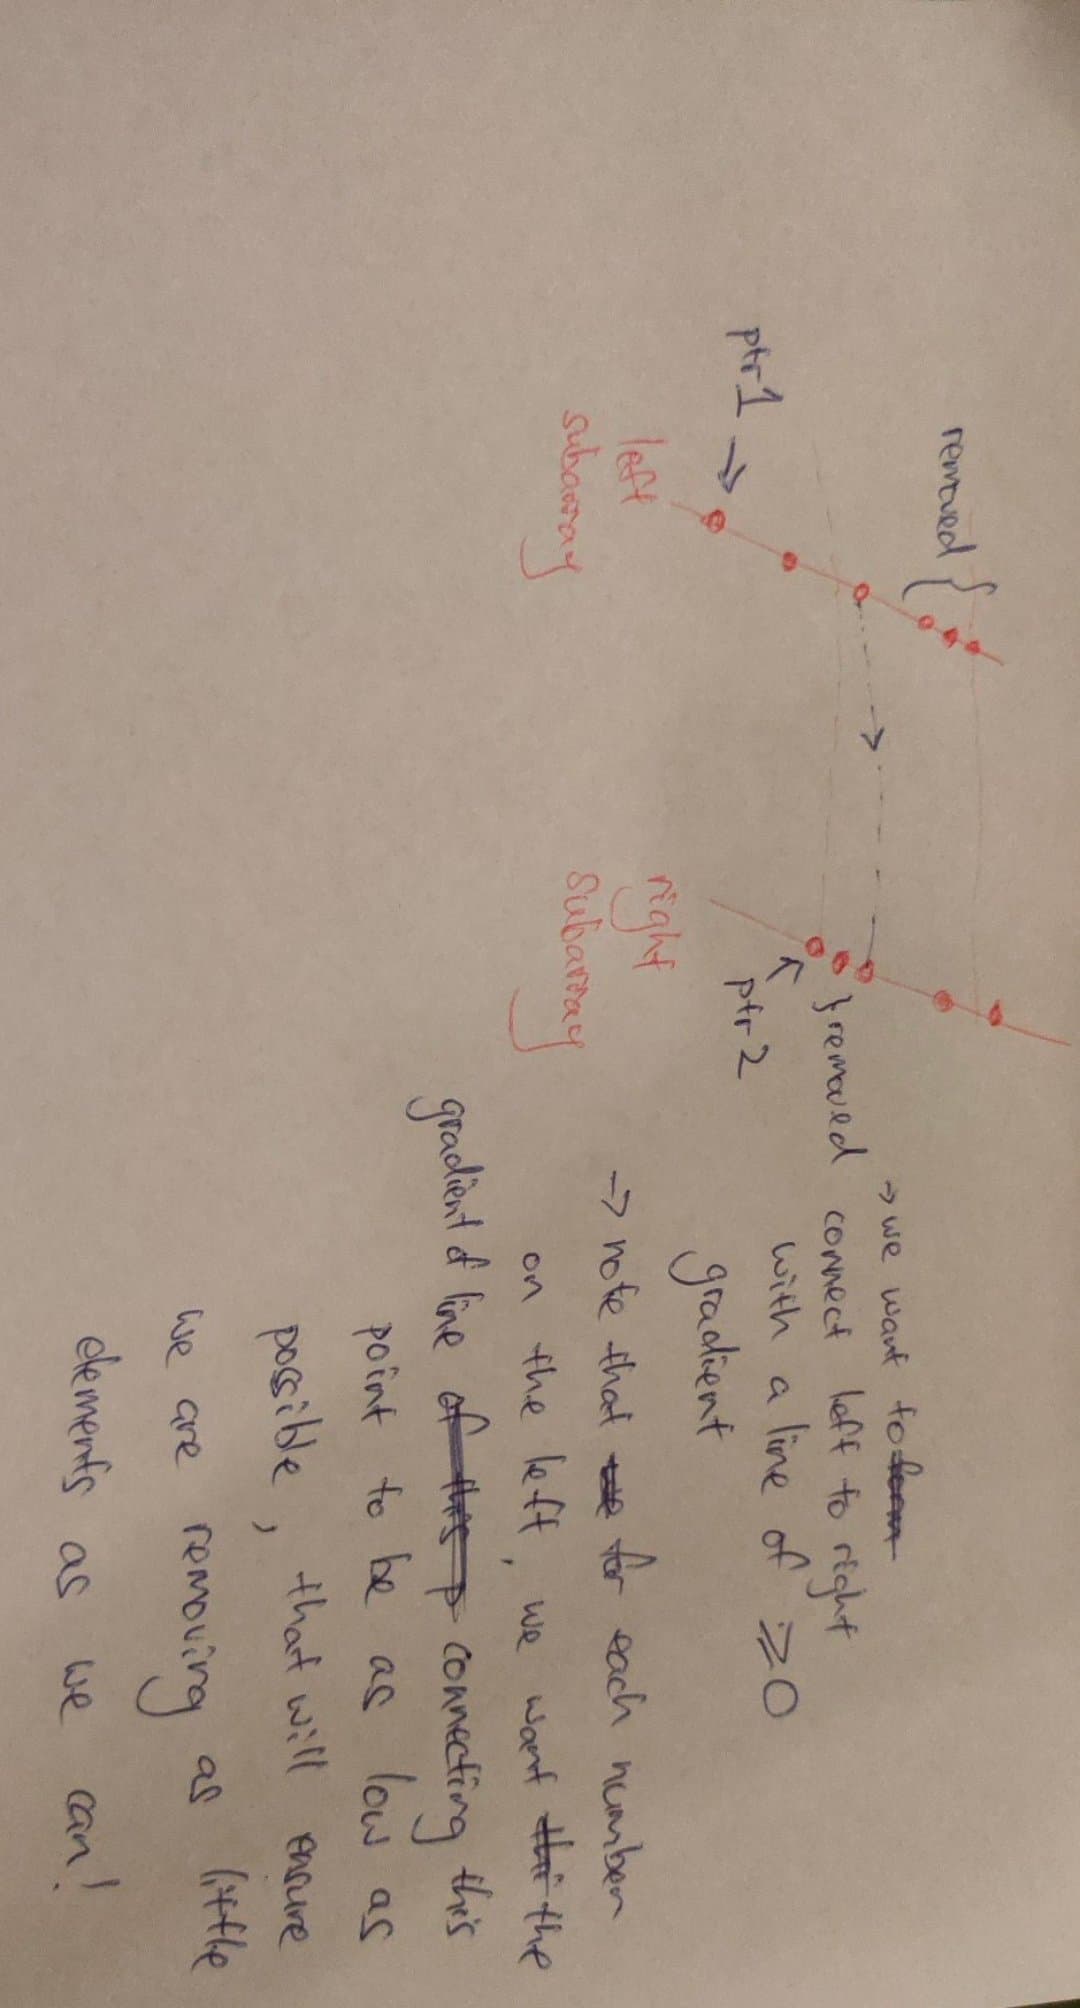 removed {
ptr1 →
left
subarray
right
subarray
ptr2
} removed
→ we want to
connect left to right
with a line of ≥0
gradient
→ note that for each number
on the left, we want the
gradient of line connecting this
point to be as low as
possible, that will ensure
we are removing as little
elements as we can!